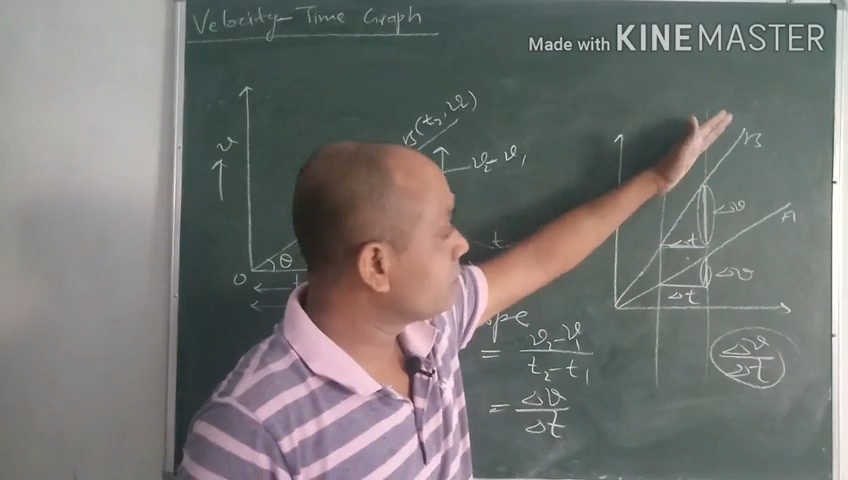 Velocity-Time Graph
Made with KINEMASTER
v
B(t₂, v₂)
v₂-v₁
t
θ
O
t
B
Δv
A
Δt
Δv
Δt
ope
= v₂-v₁ / t₂-t₁
= Δv / Δt
Δv / Δt